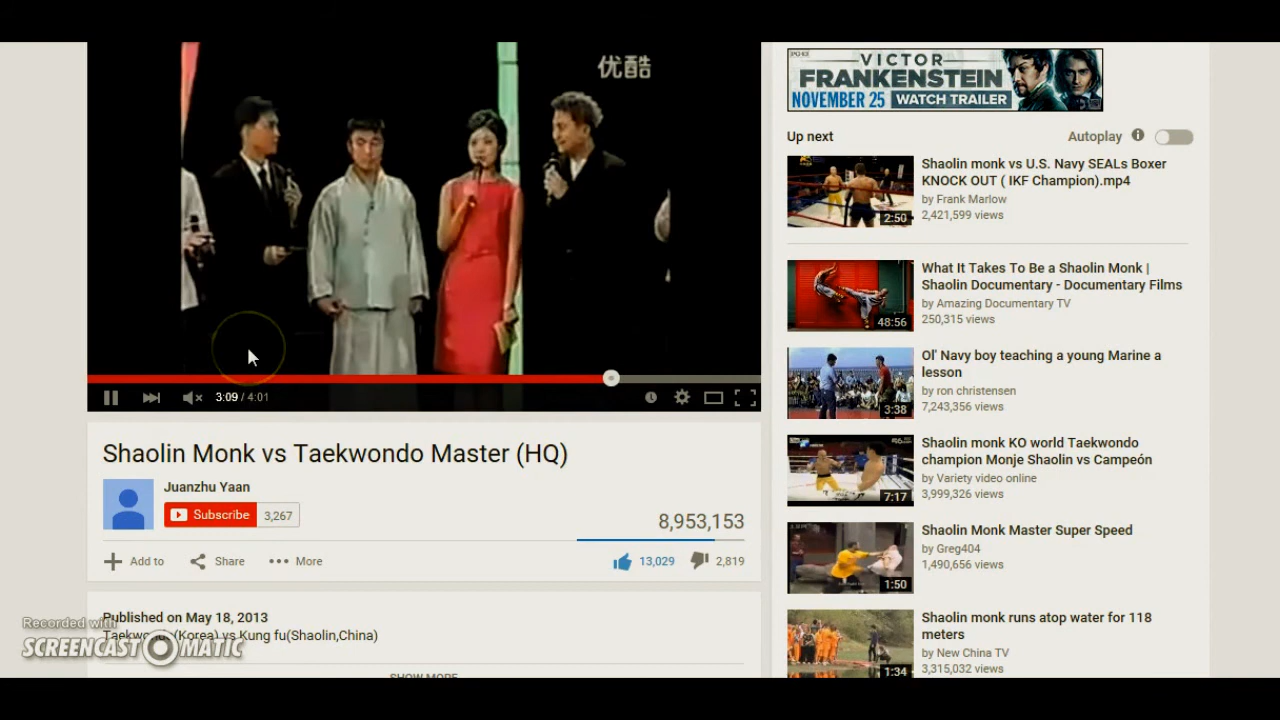 优酷
3:09 / 4:01
Shaolin Monk vs Taekwondo Master (HQ)
Juanzhu Yaan
Subscribe 3,267
8,953,153
Add to Share More 13,029 2,819
Published on May 18, 2013
(Korea) vs Kung fu(Shaolin,China)
SHOW MORE
Recorded with
SCREENCAST-O-MATIC
VICTOR
FRANKENSTEIN
NOVEMBER 25 WATCH TRAILER
Up next Autoplay
Shaolin monk vs U.S. Navy SEALs Boxer
KNOCK OUT ( IKF Champion).mp4
by Frank Marlow
2,421,599 views
2:50
What It Takes To Be a Shaolin Monk |
Shaolin Documentary - Documentary Films
by Amazing Documentary TV
250,315 views
48:56
Ol' Navy boy teaching a young Marine a
lesson
by ron christensen
7,243,356 views
3:38
Shaolin monk KO world Taekwondo
champion Monje Shaolin vs Campeón
by Variety video online
3,999,326 views
7:17
Shaolin Monk Master Super Speed
by Greg404
1,490,656 views
1:50
Shaolin monk runs atop water for 118
meters
by New China TV
3,315,032 views
1:34